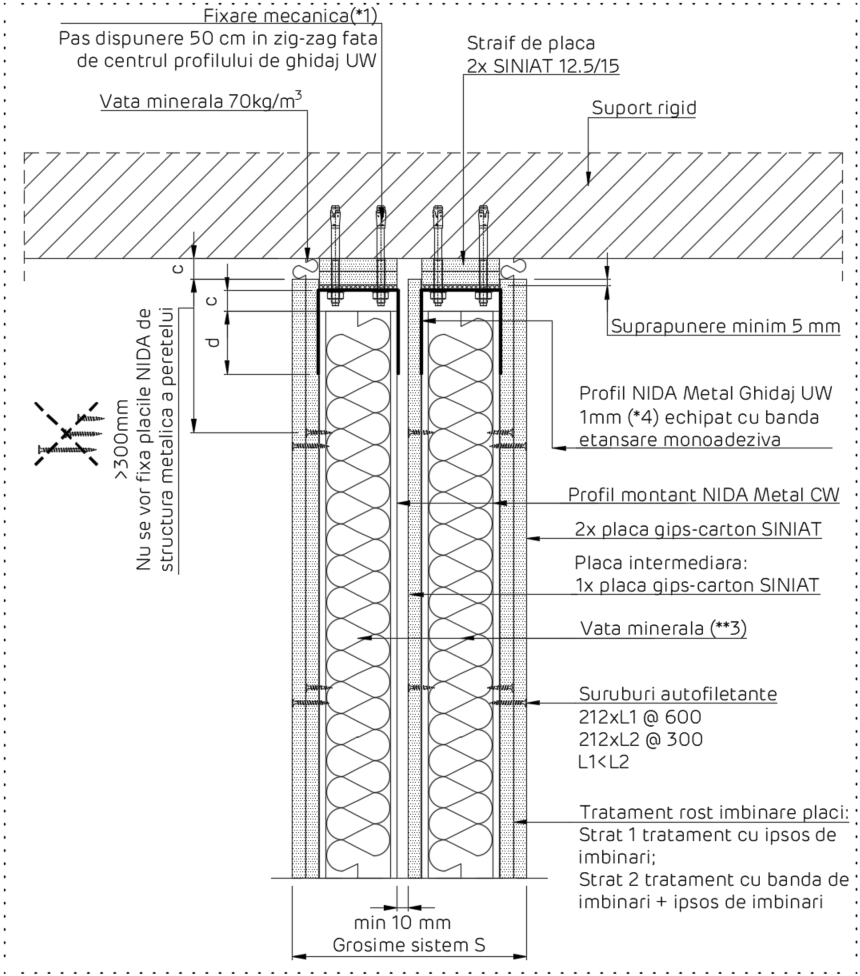 Fixare mecanica(*1)
Pas dispunere 50 cm in zig-zag fata
de centrul profilului de ghidaj UW
Straif de placa
2x SINIAT 12.5/15
Vata minerala 70kg/m³
Suport rigid
c
c
d
Suprapunere minim 5 mm
>300mm
Nu se vor fixa placile NIDA de
structura metalica a peretelui
Profil NIDA Metal Ghidaj UW
1mm (*4) echipat cu banda
etansare monoadeziva
Profil montant NIDA Metal CW
2x placa gips-carton SINIAT
Placa intermediara:
1x placa gips-carton SINIAT
Vata minerala (**3)
Suruburi autofiletante
212xL1 @ 600
212xL2 @ 300
L1<L2
Tratament rost imbinare placi:
Strat 1 tratament cu ipsos de
imbinari;
Strat 2 tratament cu banda de
imbinari + ipsos de imbinari
min 10 mm
Grosime sistem S